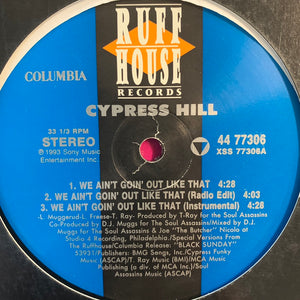 RUFF
HOUSE
RECORDS
COLUMBIA
CYPRESS HILL
33 1/3 RPM
STEREO
℗ 1993 Sony Music
Entertainment Inc.
44 77306
XSS 77306A
1. WE AIN'T GOIN' OUT LIKE THAT 4:28
2. WE AIN'T GOIN' OUT LIKE THAT (Radio Edit) 4:03
3. WE AIN'T GOIN' OUT LIKE THAT (Instrumental) 4:28
-L. Muggerud-L. Freese-T. Ray- Produced by T-Ray for the Soul Assassins
Co-Produced by D.J. Muggs for The Soul Assassins/Mixed by D.J.
Muggs for The Soul Assassins & Joe "The Butcher" Nicolo at
Studio 4 Recording, Philadelphia./Special Versions From
The Ruffhouse/Columbia Release: "BLACK SUNDAY"
53931/Publishers: BMG Songs, Inc./Cypress Funky
Music (ASCAP)/T. Ray Music (BMI)/MCA Music
Publishing (a div. of MCA Inc.)/Soul
Assassins Music (ASCAP)